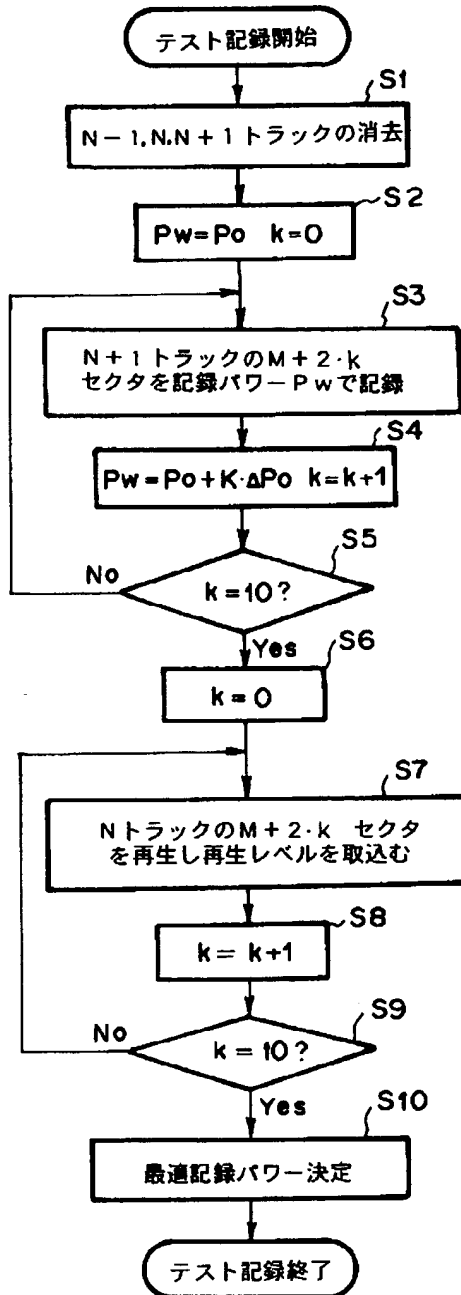 テスト記録開始
S1
N-1,N,N+1トラックの消去
S2
Pw=Po k=0
S3
N+1トラックのM+2·k
セクタを記録パワーPwで記録
S4
Pw=Po+K·ΔPo k=k+1
S5
k=10?
No
Yes
S6
k=0
S7
NトラックのM+2·k セクタ
を再生し再生レベルを取込む
S8
k=k+1
S9
k=10?
No
Yes
S10
最適記録パワー決定
テスト記録終了